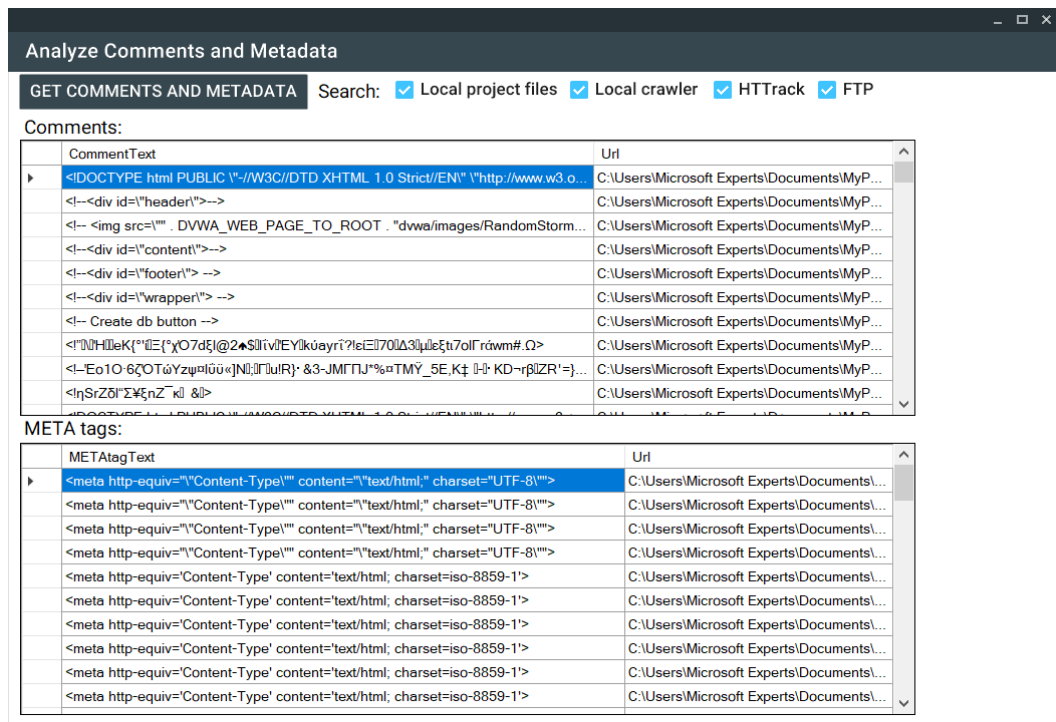 Analyze Comments and Metadata
GET COMMENTS AND METADATA Search: Local project files Local crawler HTTrack FTP
Comments:
CommentText Url
<!DOCTYPE html PUBLIC \"-//W3C//DTD XHTML 1.0 Strict//EN\" \"http://www.w3.o... C:\Users\Microsoft Experts\Documents\MyP...
<!--<div id=\"header\">--> C:\Users\Microsoft Experts\Documents\MyP...
<!-- <img src=\"" . DVWA_WEB_PAGE_TO_ROOT . "dvwa/images/RandomStorm... C:\Users\Microsoft Experts\Documents\MyP...
<!--<div id=\"content\">--> C:\Users\Microsoft Experts\Documents\MyP...
<!--<div id=\"footer\"> --> C:\Users\Microsoft Experts\Documents\MyP...
<!--<div id=\"wrapper\"> --> C:\Users\Microsoft Experts\Documents\MyP...
<!-- Create db button --> C:\Users\Microsoft Experts\Documents\MyP...
C:\Users\Microsoft Experts\Documents\MyP...
C:\Users\Microsoft Experts\Documents\MyP...
C:\Users\Microsoft Experts\Documents\MyP...
META tags:
METAtagText Url
<meta http-equiv="\"Content-Type\"" content="\"text/html;" charset="UTF-8\""> C:\Users\Microsoft Experts\Documents\...
<meta http-equiv="\"Content-Type\"" content="\"text/html;" charset="UTF-8\""> C:\Users\Microsoft Experts\Documents\...
<meta http-equiv="\"Content-Type\"" content="\"text/html;" charset="UTF-8\""> C:\Users\Microsoft Experts\Documents\...
<meta http-equiv="\"Content-Type\"" content="\"text/html;" charset="UTF-8\""> C:\Users\Microsoft Experts\Documents\...
<meta http-equiv='Content-Type' content='text/html; charset=iso-8859-1'> C:\Users\Microsoft Experts\Documents\...
<meta http-equiv='Content-Type' content='text/html; charset=iso-8859-1'> C:\Users\Microsoft Experts\Documents\...
<meta http-equiv='Content-Type' content='text/html; charset=iso-8859-1'> C:\Users\Microsoft Experts\Documents\...
<meta http-equiv='Content-Type' content='text/html; charset=iso-8859-1'> C:\Users\Microsoft Experts\Documents\...
<meta http-equiv='Content-Type' content='text/html; charset=iso-8859-1'> C:\Users\Microsoft Experts\Documents\...
<meta http-equiv='Content-Type' content='text/html; charset=iso-8859-1'> C:\Users\Microsoft Experts\Documents\...